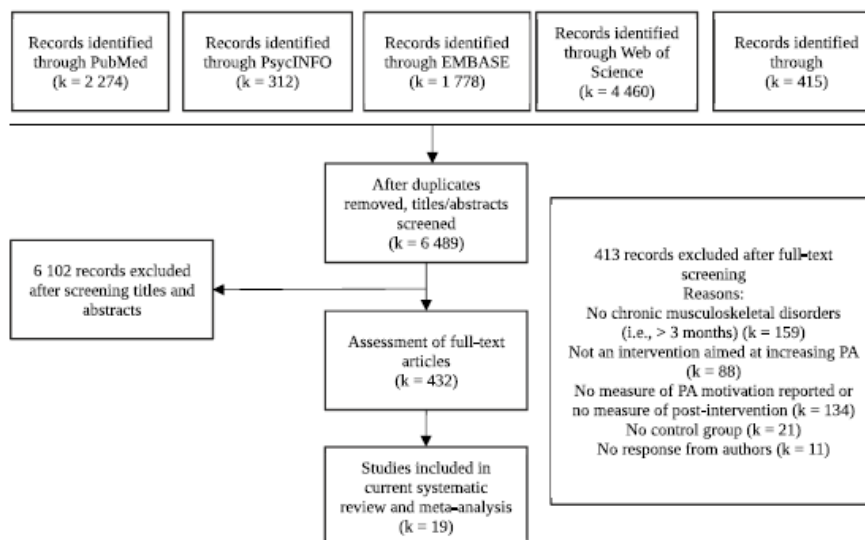 Records identified
through PubMed
(k = 2 274)
Records identified
through PsycINFO
(k = 312)
Records identified
through EMBASE
(k = 1 778)
Records identified
through Web of
Science
(k = 4 460)
Records identified
through
(k = 415)
After duplicates
removed, titles/abstracts
screened
(k = 6 489)
6 102 records excluded
after screening titles and
abstracts
413 records excluded after full-text
screening
Reasons:
No chronic musculoskeletal disorders
(i.e., > 3 months) (k = 159)
Not an intervention aimed at increasing PA
(k = 88)
No measure of PA motivation reported or
no measure of post-intervention (k = 134)
No control group (k = 21)
No response from authors (k = 11)
Assessment of full-text
articles
(k = 432)
Studies included in
current systematic
review and meta-analysis
(k = 19)